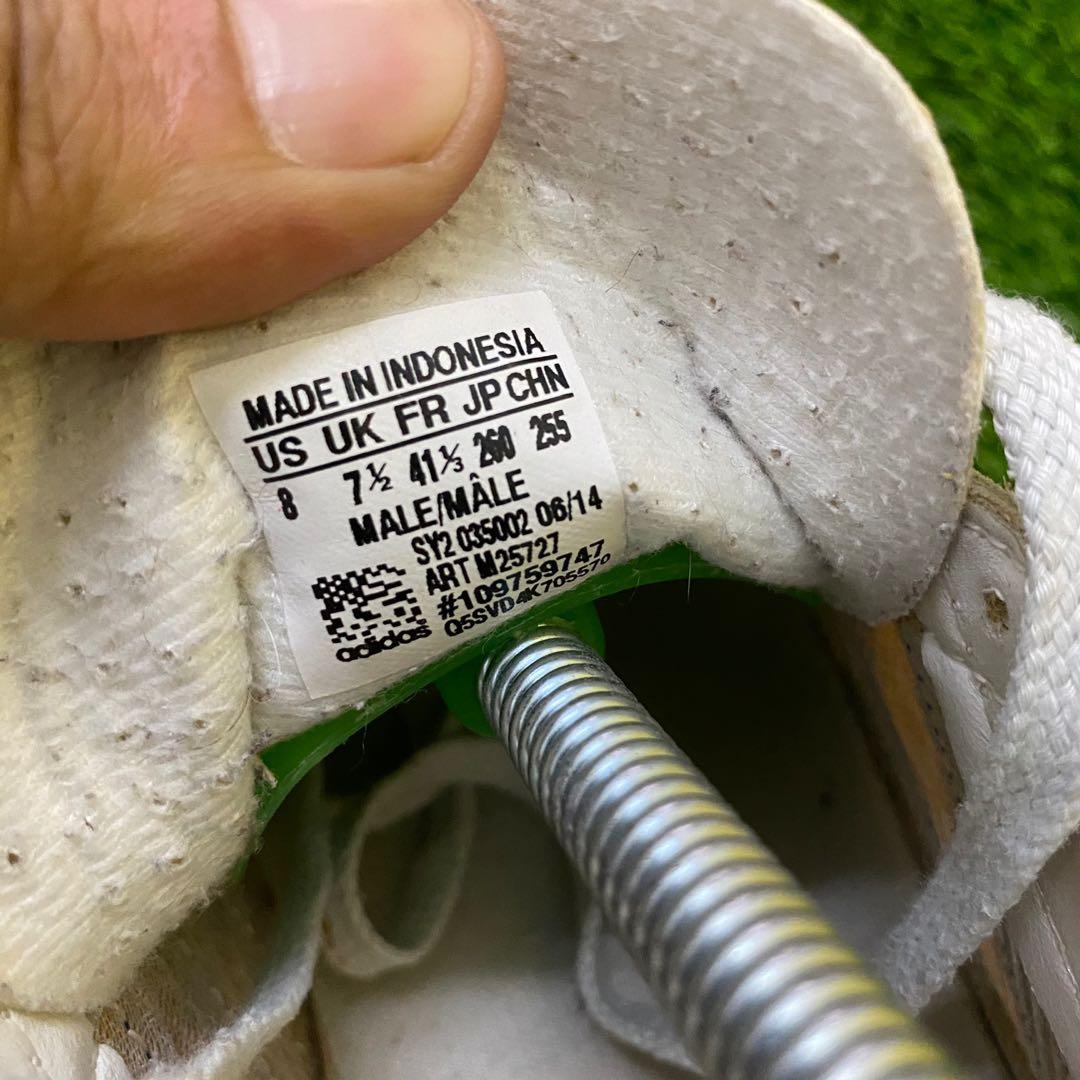 MADE IN INDONESIA
US UK FR JP CHN
8 7½ 41⅓ 260 255
MALE/MÂLE
SY2 035002 06/14
ART M25727
#109759747
Q5SVD4K705570
adidas